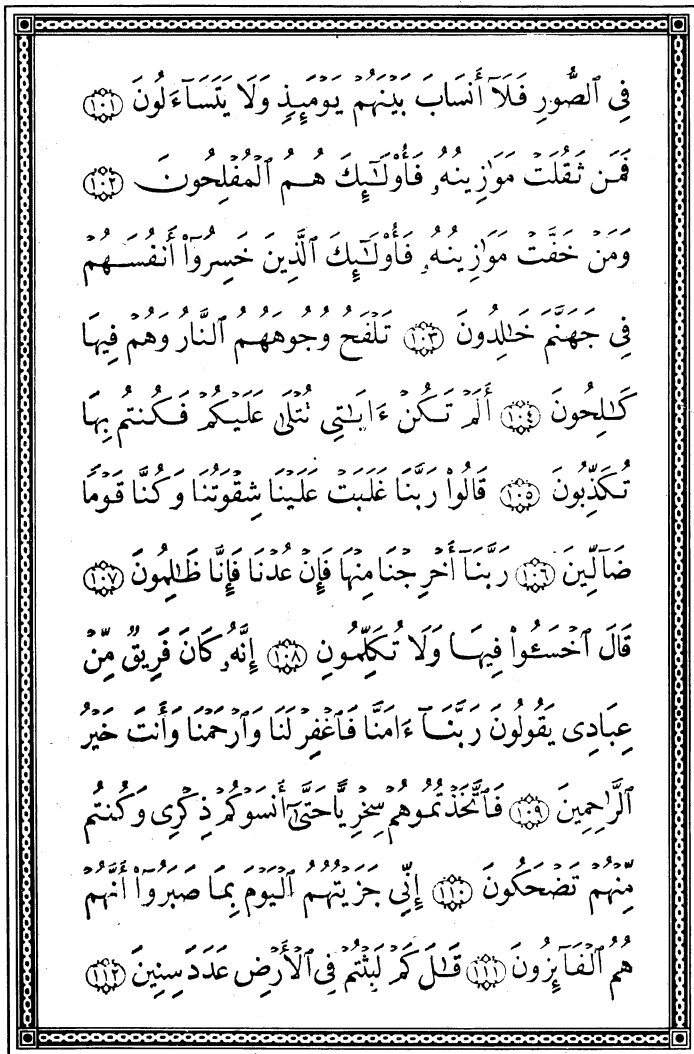 فِى ٱلصُّورِ فَلَآ أَنسَابَ بَيْنَهُمْ يَوْمَئِذٍ وَلَا يَتَسَآءَلُونَ ١٠١
فَمَن ثَقُلَتْ مَوَٰزِينُهُۥ فَأُو۟لَٰٓئِكَ هُمُ ٱلْمُفْلِحُونَ ١٠٢
وَمَنْ خَفَّتْ مَوَٰزِينُهُۥ فَأُو۟لَٰٓئِكَ ٱلَّذِينَ خَسِرُوٓا۟ أَنفُسَهُمْ
فِى جَهَنَّمَ خَٰلِدُونَ ١٠٣ تَلْفَحُ وُجُوهَهُمُ ٱلنَّارُ وَهُمْ فِيهَا
كَٰلِحُونَ ١٠٤ أَلَمْ تَكُنْ ءَايَٰتِى تُتْلَىٰ عَلَيْكُمْ فَكُنتُم بِهَا
تُكَذِّبُونَ ١٠٥ قَالُوا۟ رَبَّنَا غَلَبَتْ عَلَيْنَا شِقْوَتُنَا وَكُنَّا قَوْمًا
ضَآلِّينَ ١٠٦ رَبَّنَآ أَخْرِجْنَا مِنْهَا فَإِنْ عُدْنَا فَإِنَّا ظَٰلِمُونَ ١٠٧
قَالَ ٱخْسَـُٔوا۟ فِيهَا وَلَا تُكَلِّمُونِ ١٠٨ إِنَّهُۥ كَانَ فَرِيقٌ مِّنْ
عِبَادِى يَقُولُونَ رَبَّنَآ ءَامَنَّا فَٱغْفِرْ لَنَا وَٱرْحَمْنَا وَأَنتَ خَيْرُ
ٱلرَّٰحِمِينَ ١٠٩ فَٱتَّخَذْتُمُوهُمْ سِخْرِيًّا حَتَّىٰٓ أَنسَوْكُمْ ذِكْرِى وَكُنتُم
مِّنْهُمْ تَضْحَكُونَ ١١٠ إِنِّى جَزَيْتُهُمُ ٱلْيَوْمَ بِمَا صَبَرُوٓا۟ أَنَّهُمْ
هُمُ ٱلْفَآئِزُونَ ١١١ قَٰلَ كَمْ لَبِثْتُمْ فِى ٱلْأَرْضِ عَدَدَ سِنِينَ ١١٢